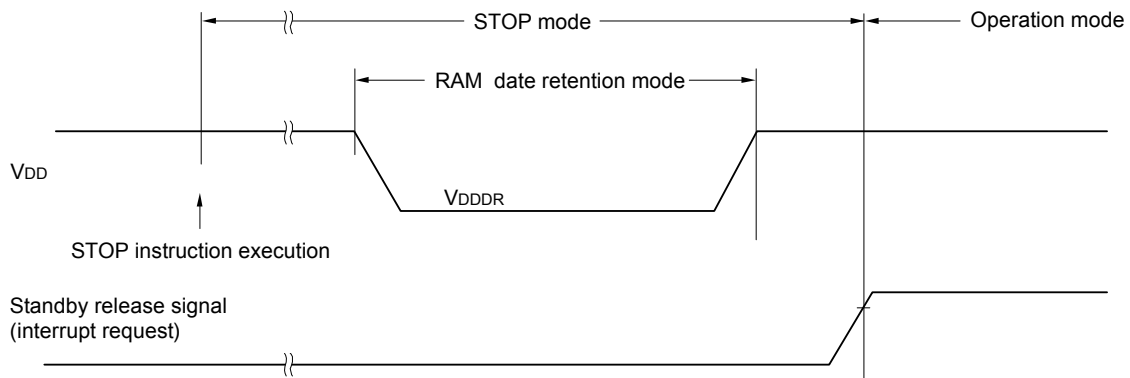 STOP mode
Operation mode
RAM date retention mode
VDD
VDDDR
STOP instruction execution
Standby release signal
(interrupt request)